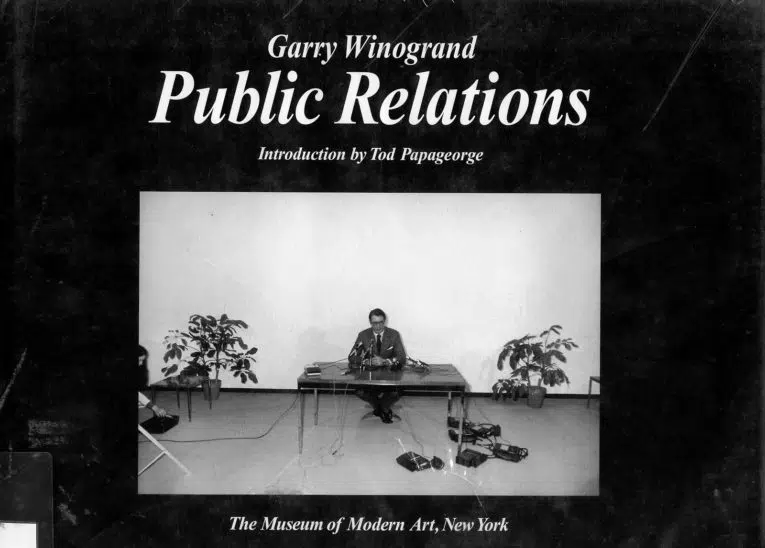 Garry Winogrand
Public Relations
Introduction by Tod Papageorge
The Museum of Modern Art, New York